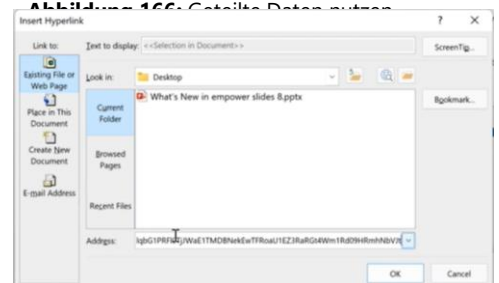 Abbildung 166: Geteilte Daten nutzen
Insert Hyperlink ? ×
Link to: Text to display: <<Selection in Document>> ScreenTip...
Existing File or Web Page
Look in: Desktop
Current Folder
What's New in empower slides 8.pptx
Bookmark...
Place in This Document
Create New Document
Browsed Pages
E-mail Address
Recent Files
Address:
OK Cancel